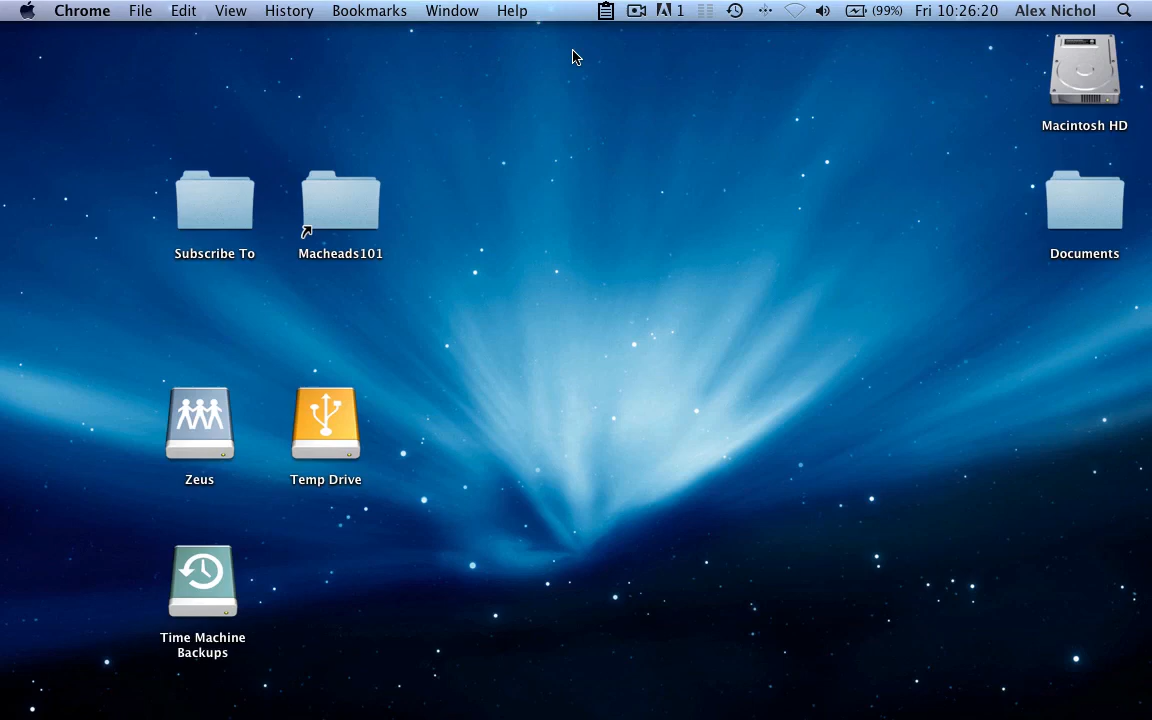 Chrome File Edit View History Bookmarks Window Help 1 (99%) Fri 10:26:20 Alex Nichol
Macintosh HD
Subscribe To
Macheads101
Documents
Zeus
Temp Drive
Time Machine
Backups